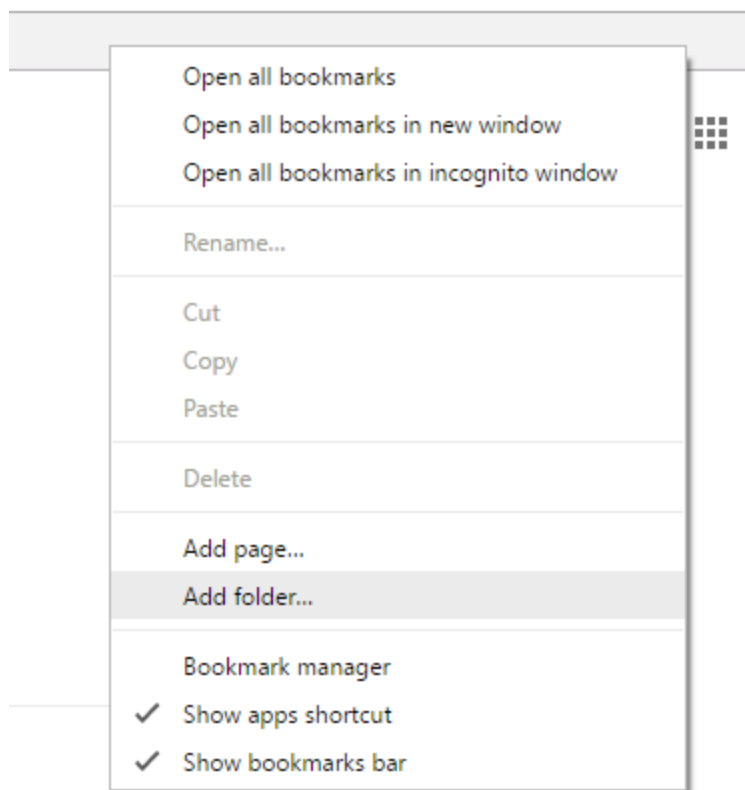 Open all bookmarks
Open all bookmarks in new window
Open all bookmarks in incognito window
Rename...
Cut
Copy
Paste
Delete
Add page...
Add folder...
Bookmark manager
Show apps shortcut
Show bookmarks bar